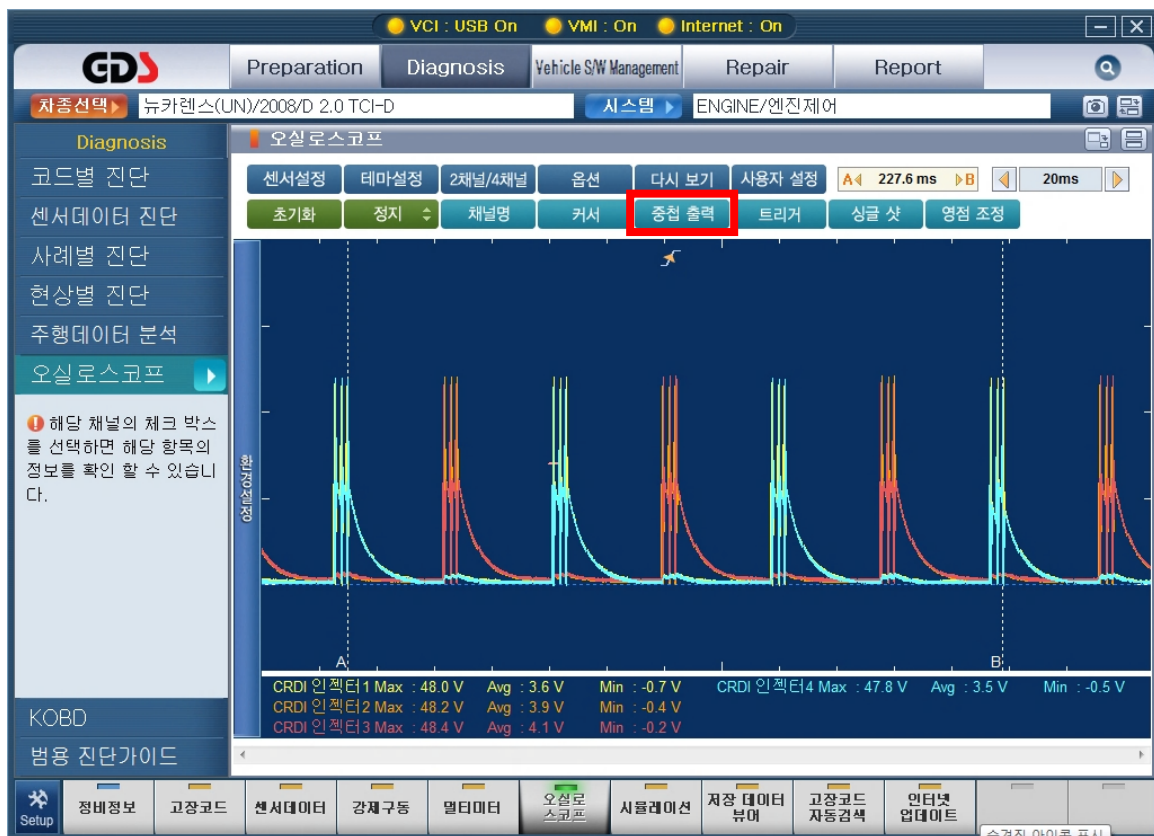 VCI : USB On VMI : On Internet : On
GDS Preparation Diagnosis Vehicle S/W Management Repair Report
차종선택 뉴카렌스(UN)/2008/D 2.0 TCI-D 시스템 ENGINE/엔진제어
Diagnosis
코드별 진단
센서데이터 진단
사례별 진단
현상별 진단
주행데이터 분석
오실로스코프
해당 채널의 체크 박스
를 선택하면 해당 항목의
정보를 확인 할 수 있습니
다.
KOBD
범용 진단가이드
오실로스코프
센서설정 테마설정 2채널/4채널 옵션 다시 보기 사용자 설정 A 227.6 ms B 20ms
초기화 정지 채널명 커서 중첩 출력 트리거 싱글 샷 영점 조정
환경설정
A B
CRDI 인젝터1 Max : 48.0 V Avg : 3.6 V Min : -0.7 V CRDI 인젝터4 Max : 47.8 V Avg : 3.5 V Min : -0.5 V
CRDI 인젝터2 Max : 48.2 V Avg : 3.9 V Min : -0.4 V
CRDI 인젝터3 Max : 48.4 V Avg : 4.1 V Min : -0.2 V
Setup 정비정보 고장코드 센서데이터 강제구동 멀티미터 오실로 스코프 시뮬레이션 저장 데이터 뷰어 고장코드 자동검색 인터넷 업데이트
숨겨진 아이콘 표시